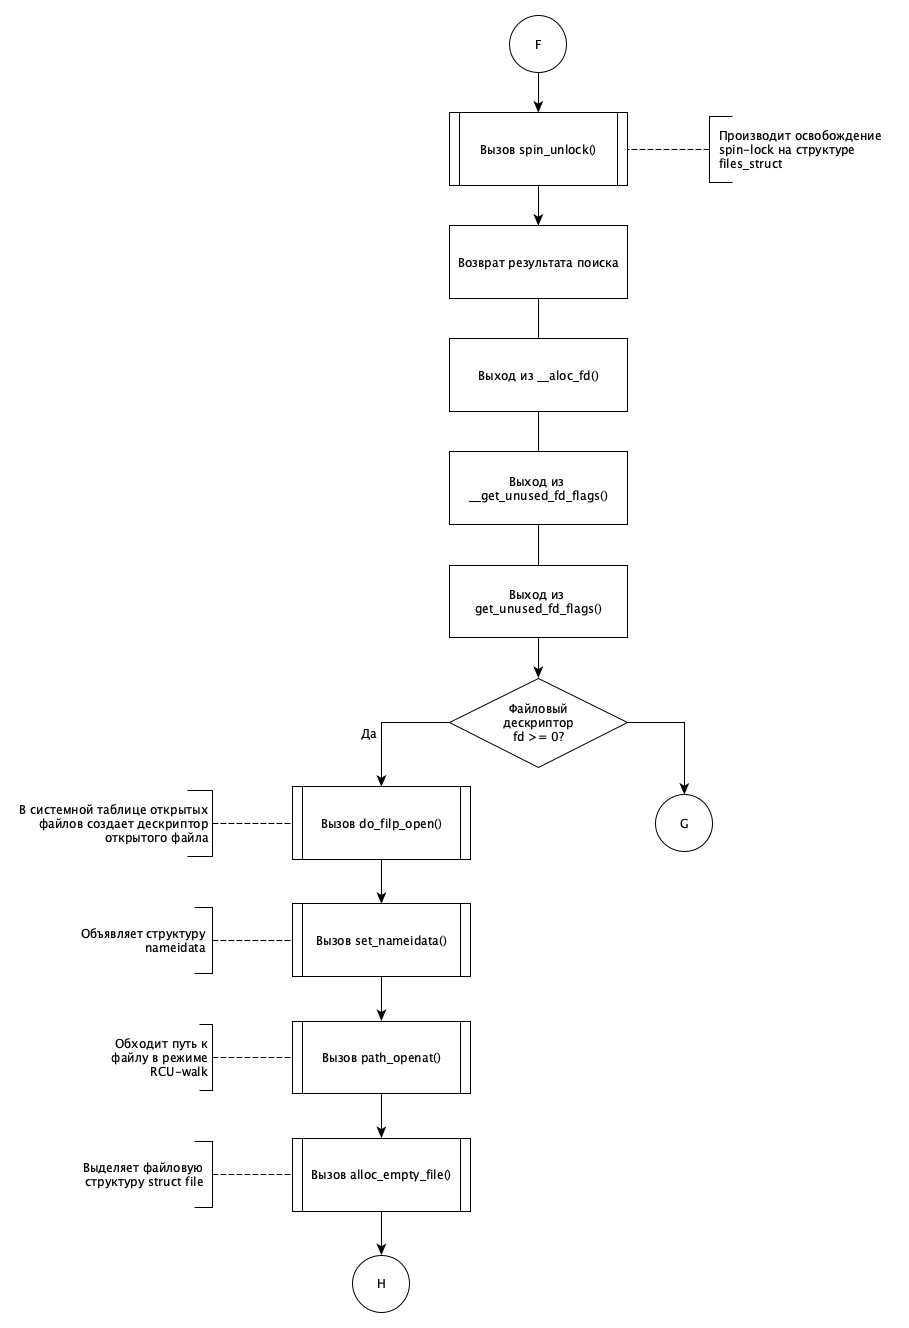 F
Вызов spin_unlock()
Производит освобождение
spin-lock на структуре
files_struct
Возврат результата поиска
Выход из __aloc_fd()
Выход из
__get_unused_fd_flags()
Выход из
get_unused_fd_flags()
Файловый
дескриптор
fd >= 0?
Да
В системной таблице открытых
файлов создает дескриптор
открытого файла
Вызов do_filp_open()
G
Объявляет структуру
nameidata
Вызов set_nameidata()
Обходит путь к
файлу в режиме
RCU-walk
Вызов path_openat()
Выделяет файловую
структуру struct file
Вызов alloc_empty_file()
H